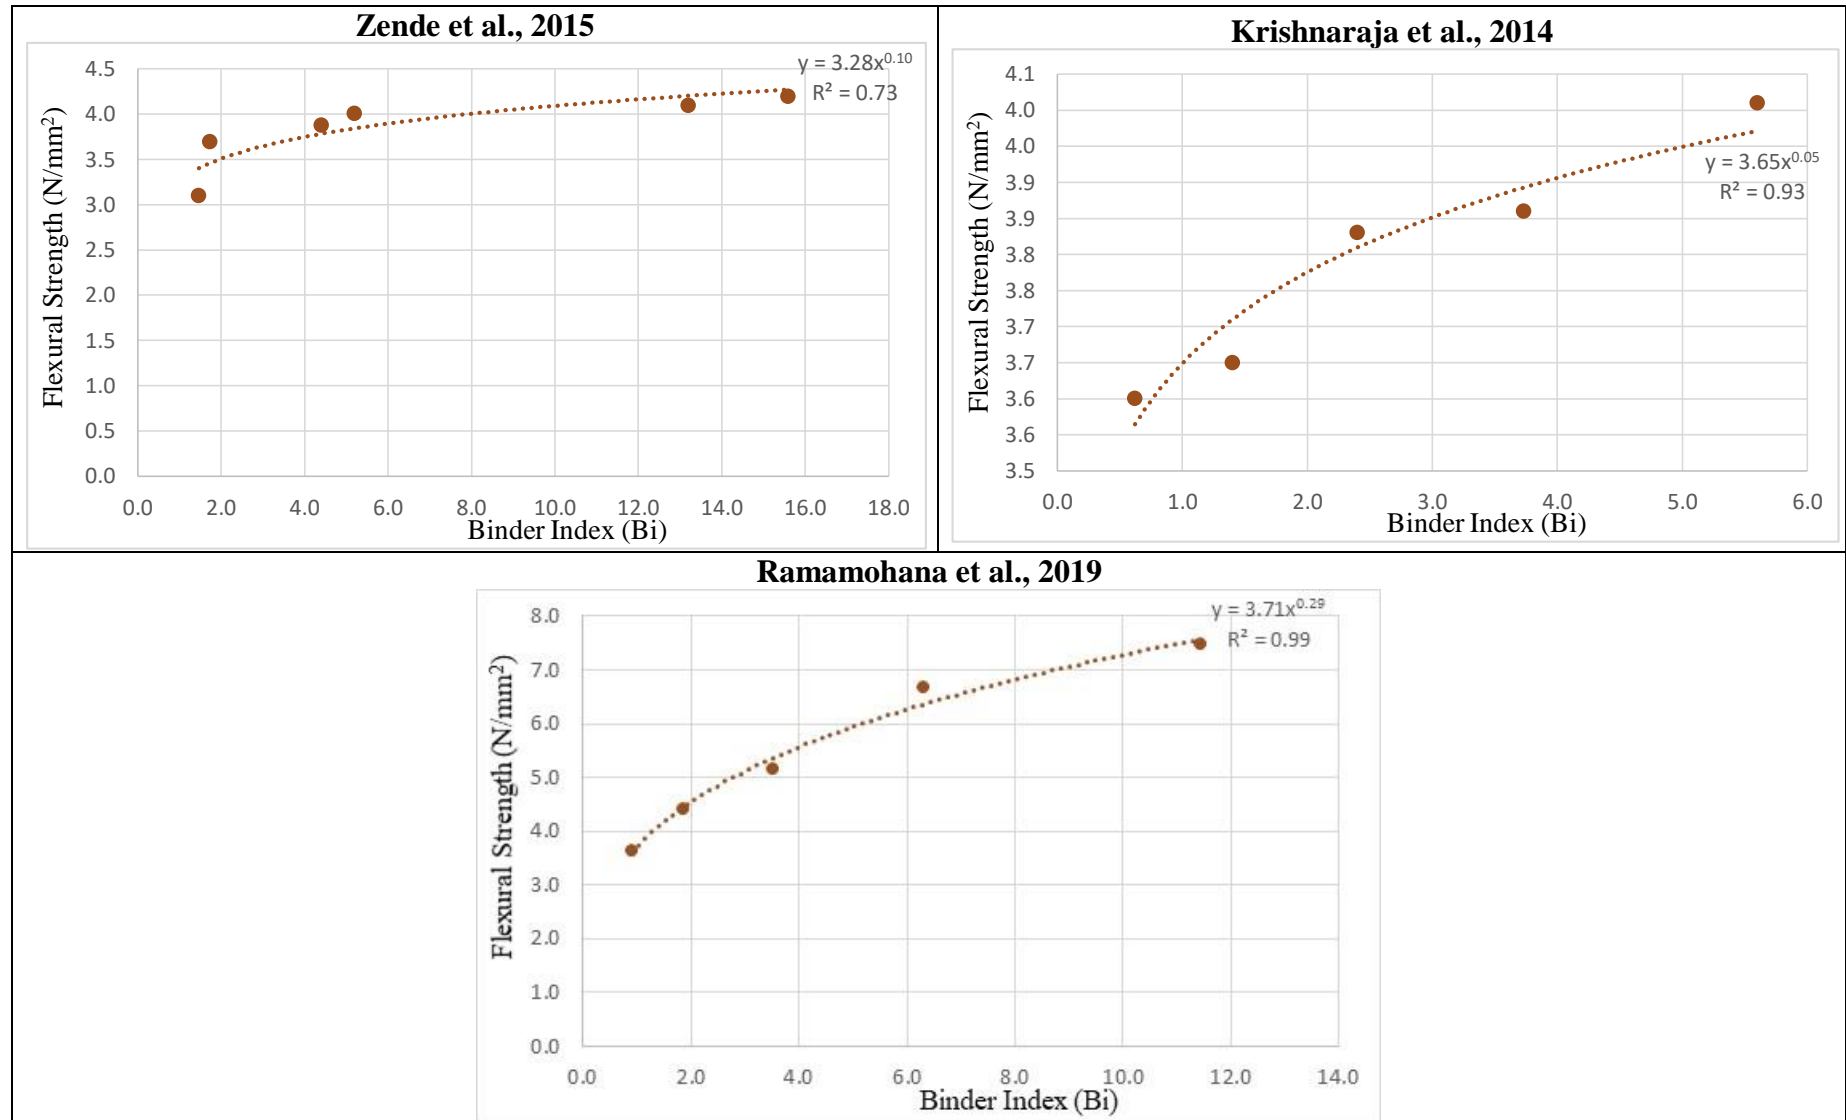 Zende et al., 2015
y = 3.28x^0.10
R² = 0.73
4.5
4.0
3.5
3.0
2.5
2.0
1.5
1.0
0.5
0.0
Flexural Strength (N/mm²)
0.0 2.0 4.0 6.0 8.0 10.0 12.0 14.0 16.0 18.0
Binder Index (Bi)
Krishnaraja et al., 2014
4.1
4.0
4.0
3.9
3.9
3.8
3.8
3.7
3.7
3.6
3.6
3.5
y = 3.65x^0.05
R² = 0.93
Flexural Strength (N/mm²)
0.0 1.0 2.0 3.0 4.0 5.0 6.0
Binder Index (Bi)
Ramamohana et al., 2019
y = 3.71x^0.29
R² = 0.99
8.0
7.0
6.0
5.0
4.0
3.0
2.0
1.0
0.0
Flexural Strength (N/mm²)
0.0 2.0 4.0 6.0 8.0 10.0 12.0 14.0
Binder Index (Bi)